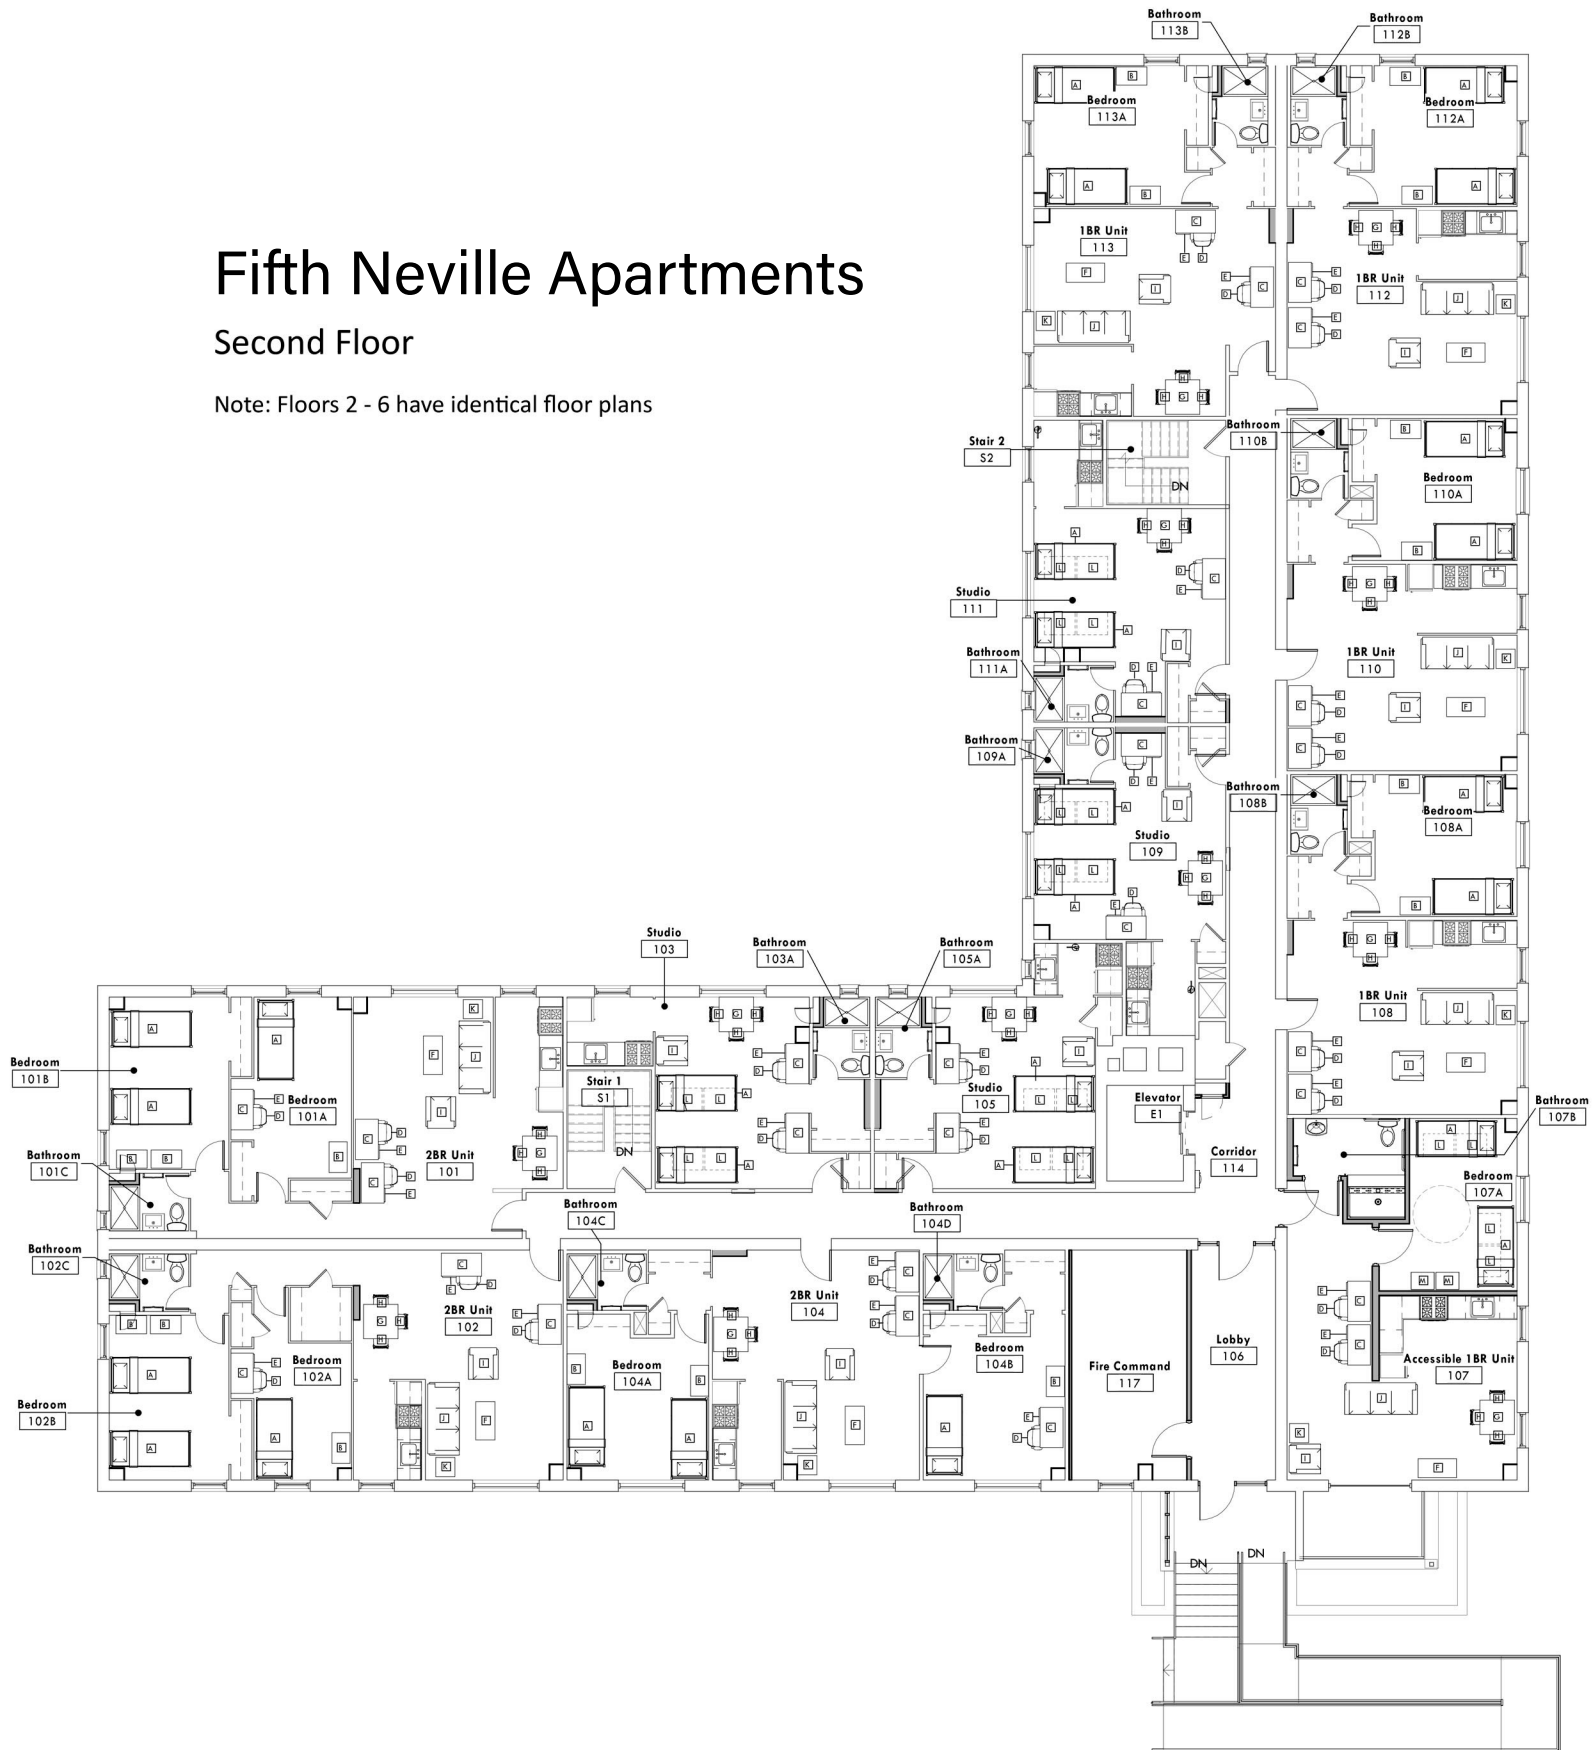 Fifth Neville Apartments
Second Floor
Note: Floors 2 - 6 have identical floor plans
Bathroom
113B
Bathroom
112B
Bedroom
113A
Bedroom
112A
1BR Unit
113
1BR Unit
112
Stair 2
S2
DN
Bathroom
110B
Bedroom
110A
Studio
111
Bathroom
111A
1BR Unit
110
Bathroom
109A
Bathroom
108B
Bedroom
108A
Studio
109
1BR Unit
108
Studio
103
Bathroom
103A
Bathroom
105A
Bedroom
101B
Bedroom
101A
Stair 1
S1
DN
Studio
105
Elevator
E1
Bathroom
107B
Bathroom
101C
2BR Unit
101
Corridor
114
Bedroom
107A
Bathroom
104C
Bathroom
104D
Bathroom
102C
2BR Unit
102
2BR Unit
104
Bedroom
102A
Bedroom
104A
Bedroom
104B
Fire Command
117
Lobby
106
Accessible 1BR Unit
107
Bedroom
102B
DN
DN